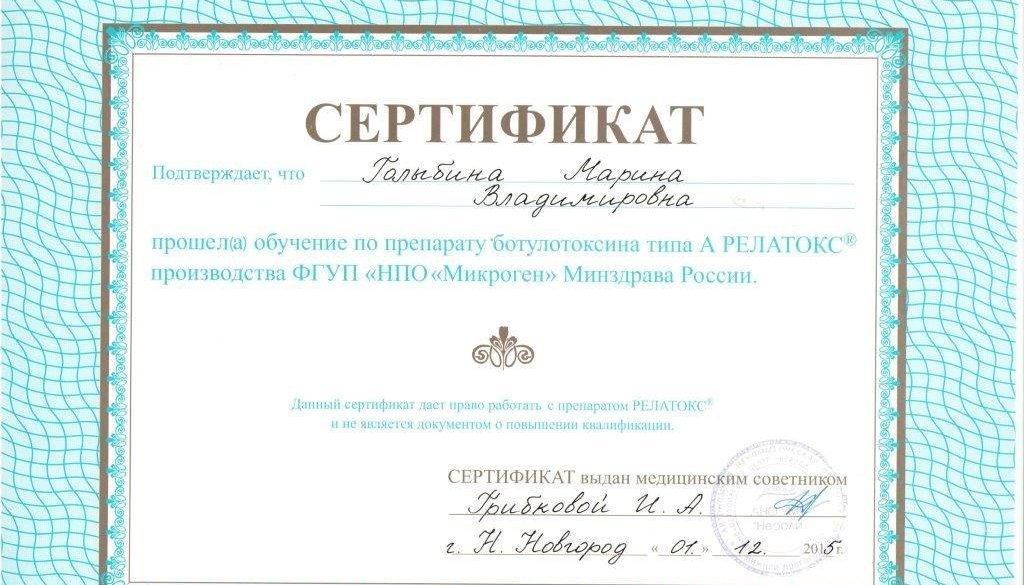 СЕРТИФИКАТ
Подтверждает, что Голыбина Марина
Владимировна
прошел(а) обучение по препарату ботулотоксина типа А РЕЛАТОКС®
производства ФГУП «НПО «Микроген» Минздрава России.
Данный сертификат дает право работать с препаратом РЕЛАТОКС®
и не является документом о повышении квалификации.
СЕРТИФИКАТ выдан медицинским советником
Грибковой И. А.
г. Н. Новгород « 01. » 12. 2015г.